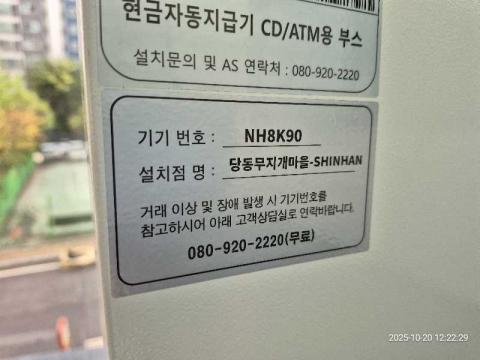 현금자동지급기 CD/ATM용 부스
설치문의 및 AS 연락처 : 080-920-2220
기기 번호 : NH8K90
설치점 명 : 당동무지개마을-SHINHAN
거래 이상 및 장애 발생 시 기기번호를
참고하시어 아래 고객상담실로 연락바랍니다.
080-920-2220(무료)
2025-10-20 12:22:29